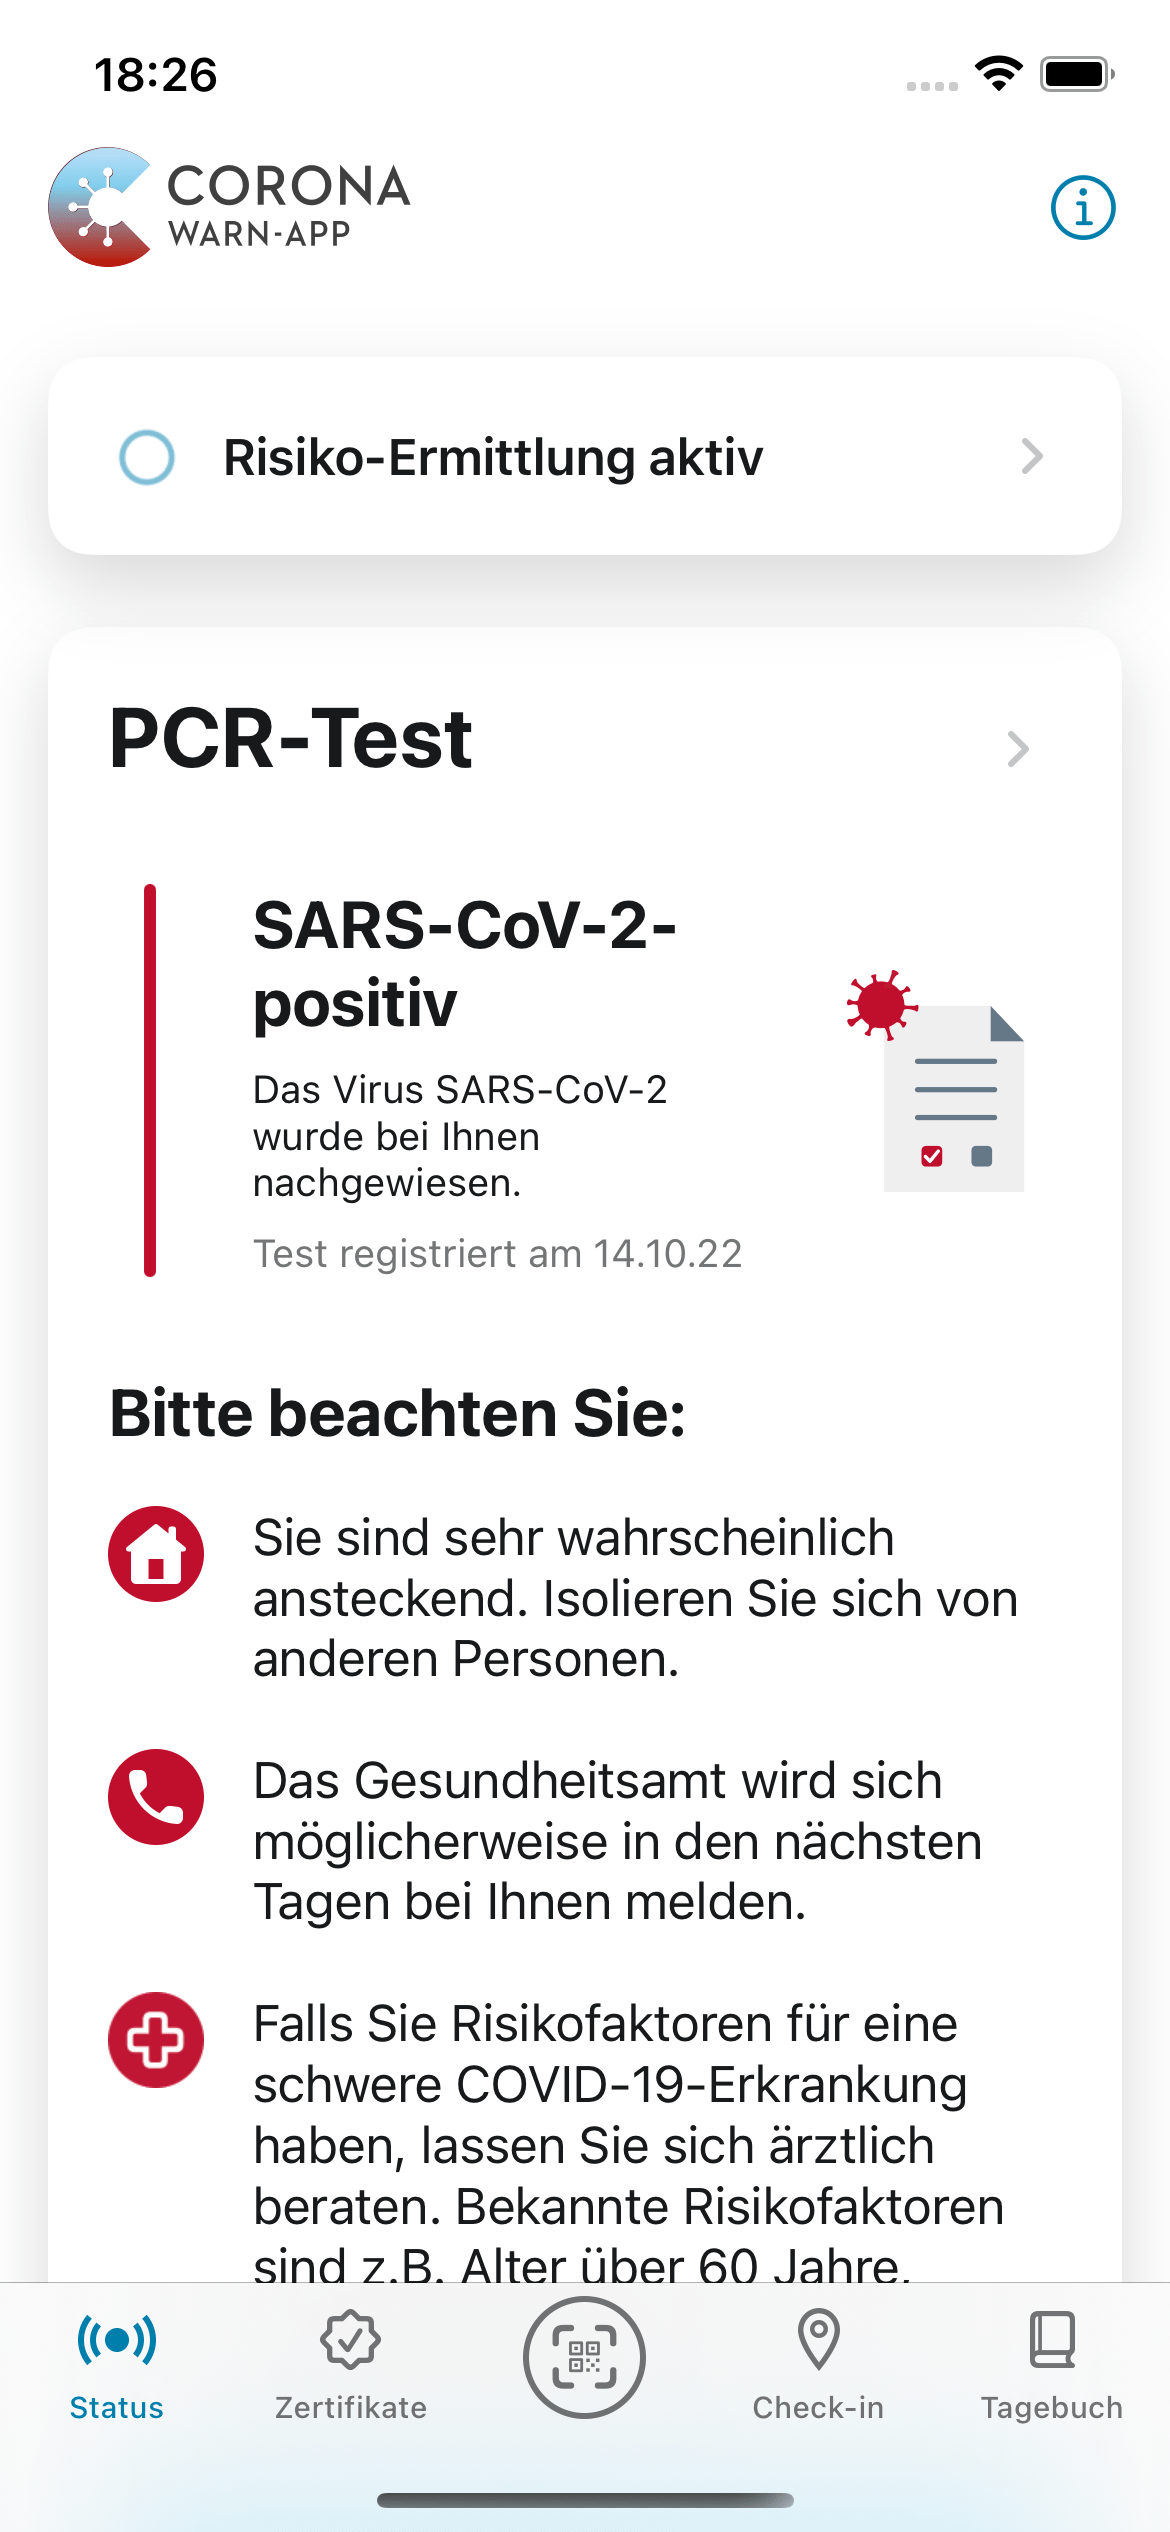 18:26
CORONA
WARN-APP
Risiko-Ermittlung aktiv
PCR-Test
SARS-CoV-2-
positiv
Das Virus SARS-CoV-2
wurde bei Ihnen
nachgewiesen.
Test registriert am 14.10.22
Bitte beachten Sie:
Sie sind sehr wahrscheinlich
ansteckend. Isolieren Sie sich von
anderen Personen.
Das Gesundheitsamt wird sich
möglicherweise in den nächsten
Tagen bei Ihnen melden.
Falls Sie Risikofaktoren für eine
schwere COVID-19-Erkrankung
haben, lassen Sie sich ärztlich
beraten. Bekannte Risikofaktoren
sind z.B. Alter über 60 Jahre,
Status
Zertifikate
Check-in
Tagebuch